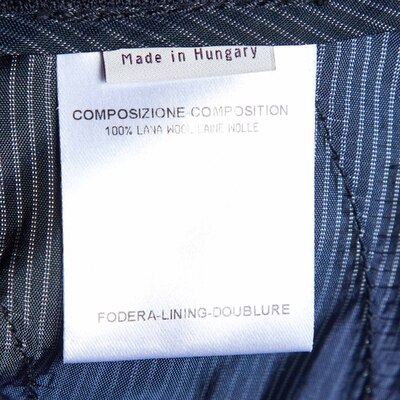 Made in Hungary
COMPOSIZIONE-COMPOSITION
100% LANA WOOL LAINE WOLLE
FODERA-LINING-DOUBLURE